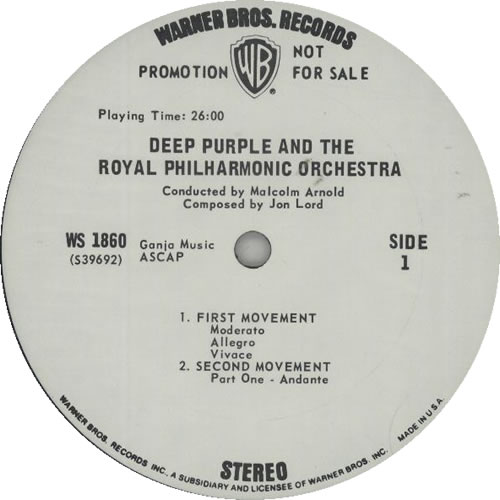 WARNER BROS. RECORDS
PROMOTION NOT FOR SALE
WB
®
Playing Time: 26:00
DEEP PURPLE AND THE
ROYAL PHILHARMONIC ORCHESTRA
Conducted by Malcolm Arnold
Composed by Jon Lord
WS 1860
(S39692)
Ganja Music
ASCAP
SIDE
1
1. FIRST MOVEMENT
Moderato
Allegro
Vivace
2. SECOND MOVEMENT
Part One - Andante
STEREO
WARNER BROS. RECORDS INC. A SUBSIDIARY AND LICENSEE OF WARNER BROS. INC. MADE IN U.S.A.